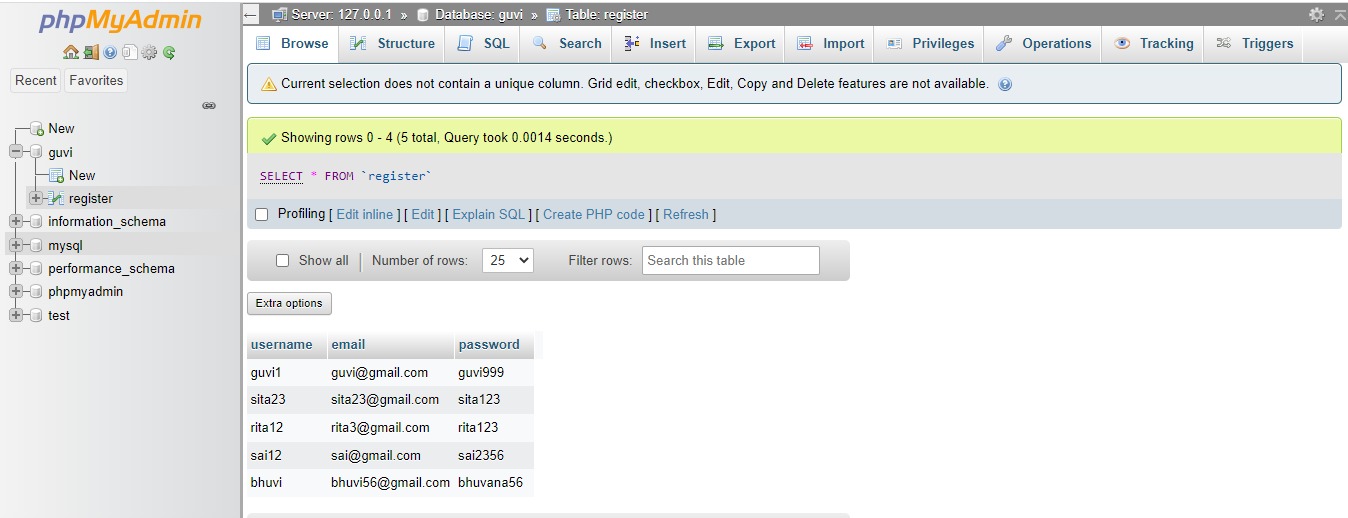 phpMyAdmin
Recent Favorites
New
guvi
New
register
information_schema
mysql
performance_schema
phpmyadmin
test
Server: 127.0.0.1 » Database: guvi » Table: register
Browse Structure SQL Search Insert Export Import Privileges Operations Tracking Triggers
Current selection does not contain a unique column. Grid edit, checkbox, Edit, Copy and Delete features are not available.
Showing rows 0 - 4 (5 total, Query took 0.0014 seconds.)
SELECT * FROM `register`
Profiling [ Edit inline ] [ Edit ] [ Explain SQL ] [ Create PHP code ] [ Refresh ]
Show all Number of rows: 25 Filter rows: Search this table
Extra options
username email password
guvi1 guvi@gmail.com guvi999
sita23 sita23@gmail.com sita123
rita12 rita3@gmail.com rita123
sai12 sai@gmail.com sai2356
bhuvi bhuvi56@gmail.com bhuvana56